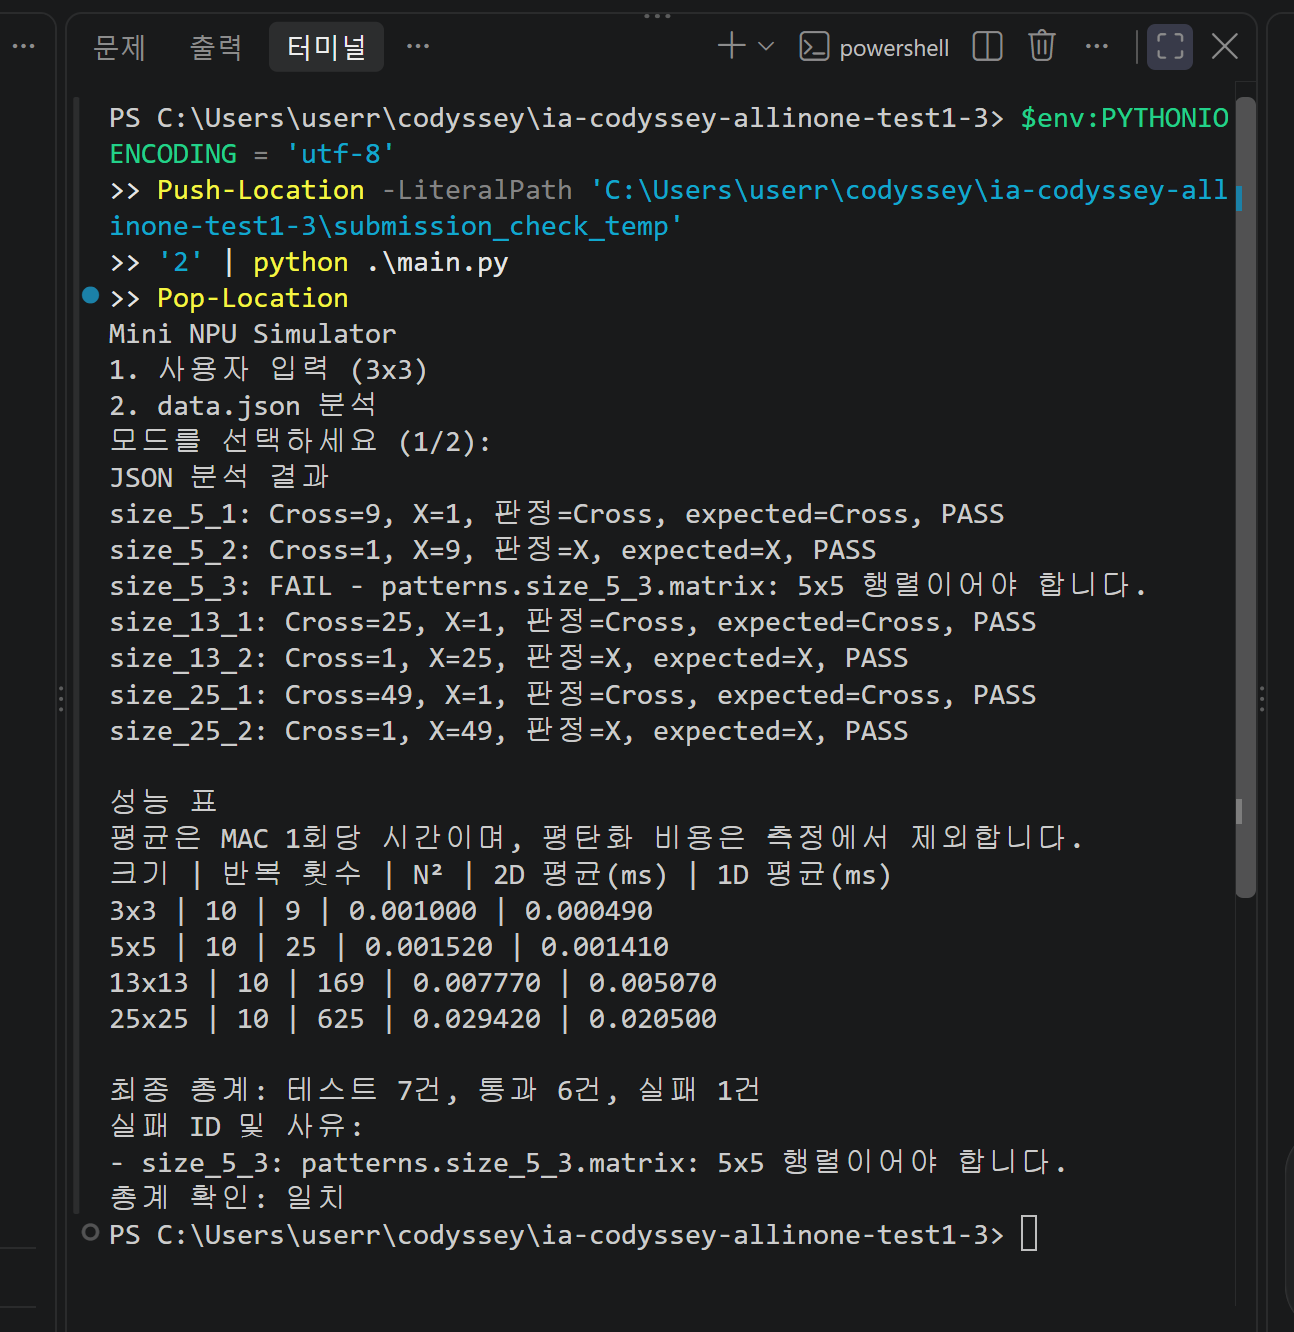 문제 출력 터미널 powershell
PS C:\Users\userr\codyssey\ia-codyssey-allinone-test1-3> $env:PYTHONIO
ENCODING = 'utf-8'
>> Push-Location -LiteralPath 'C:\Users\userr\codyssey\ia-codyssey-all
inone-test1-3\submission_check_temp'
>> '2' | python .\main.py
>> Pop-Location
Mini NPU Simulator
1. 사용자 입력 (3x3)
2. data.json 분석
모드를 선택하세요 (1/2):
JSON 분석 결과
size_5_1: Cross=9, X=1, 판정=Cross, expected=Cross, PASS
size_5_2: Cross=1, X=9, 판정=X, expected=X, PASS
size_5_3: FAIL - patterns.size_5_3.matrix: 5x5 행렬이어야 합니다.
size_13_1: Cross=25, X=1, 판정=Cross, expected=Cross, PASS
size_13_2: Cross=1, X=25, 판정=X, expected=X, PASS
size_25_1: Cross=49, X=1, 판정=Cross, expected=Cross, PASS
size_25_2: Cross=1, X=49, 판정=X, expected=X, PASS
성능 표
평균은 MAC 1회당 시간이며, 평탄화 비용은 측정에서 제외합니다.
크기 | 반복 횟수 | N² | 2D 평균(ms) | 1D 평균(ms)
3x3 | 10 | 9 | 0.001000 | 0.000490
5x5 | 10 | 25 | 0.001520 | 0.001410
13x13 | 10 | 169 | 0.007770 | 0.005070
25x25 | 10 | 625 | 0.029420 | 0.020500
최종 총계: 테스트 7건, 통과 6건, 실패 1건
실패 ID 및 사유:
- size_5_3: patterns.size_5_3.matrix: 5x5 행렬이어야 합니다.
총계 확인: 일치
PS C:\Users\userr\codyssey\ia-codyssey-allinone-test1-3>